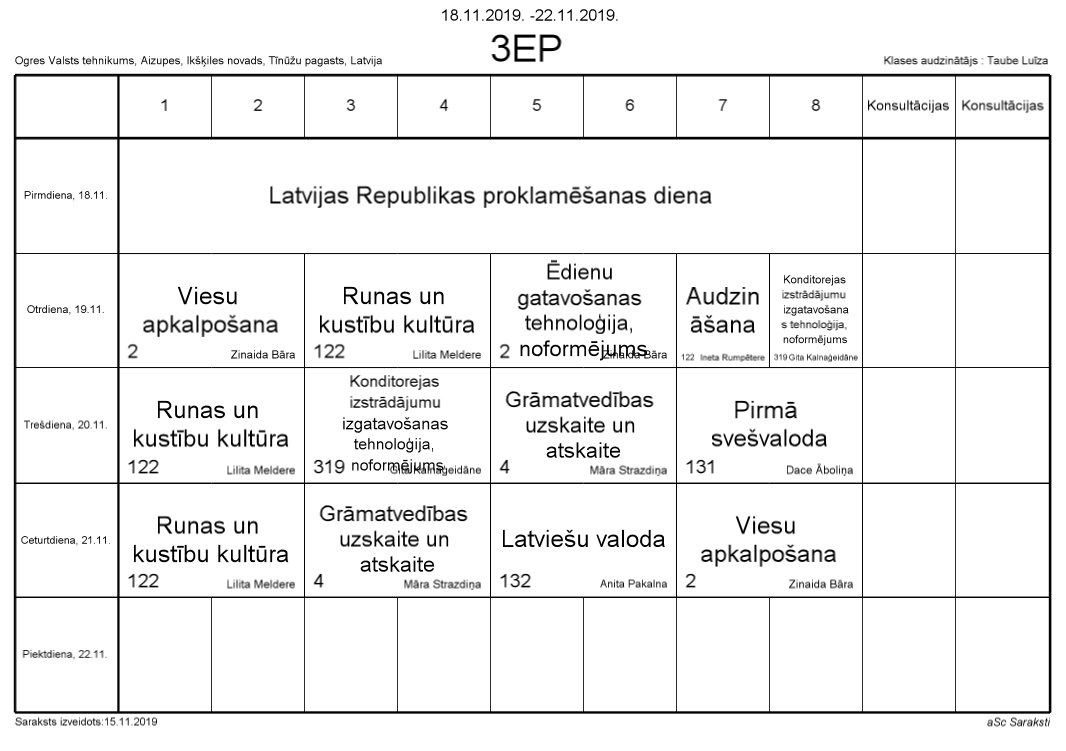 18.11.2019. -22.11.2019.
3EP
Ogres Valsts tehnikums, Aizupes, Ikšķiles novads, Tīnūžu pagasts, Latvija
Klases audzinātājs : Taube Luīza
1 2 3 4 5 6 7 8 Konsultācijas Konsultācijas
Pirmdiena, 18.11.
Latvijas Republikas proklamēšanas diena
Otrdiena, 19.11.
Viesu
apkalpošana
2 Zinaida Bāra
Runas un
kustību kultūra
122 Lilita Meldere
Ēdienu
gatavošanas
tehnoloģija,
noformējums
2 Zinaida Bāra
Audzin
āšana
122 Ineta Rumpētere
Konditorejas
izstrādājumu
izgatavošana
s tehnoloģija,
noformējums
319 Gita Kalnaģeidāne
Trešdiena, 20.11.
Runas un
kustību kultūra
122 Lilita Meldere
Konditorejas
izstrādājumu
izgatavošanas
tehnoloģija,
noformējums
319 Gita Kalnaģeidāne
Grāmatvedības
uzskaite un
atskaite
4 Māra Strazdiņa
Pirmā
svešvaloda
131 Dace Āboliņa
Ceturtdiena, 21.11.
Runas un
kustību kultūra
122 Lilita Meldere
Grāmatvedības
uzskaite un
atskaite
4 Māra Strazdiņa
Latviešu valoda
132 Anita Pakalna
Viesu
apkalpošana
2 Zinaida Bāra
Piektdiena, 22.11.
Saraksts izveidots:15.11.2019
aSc Saraksti